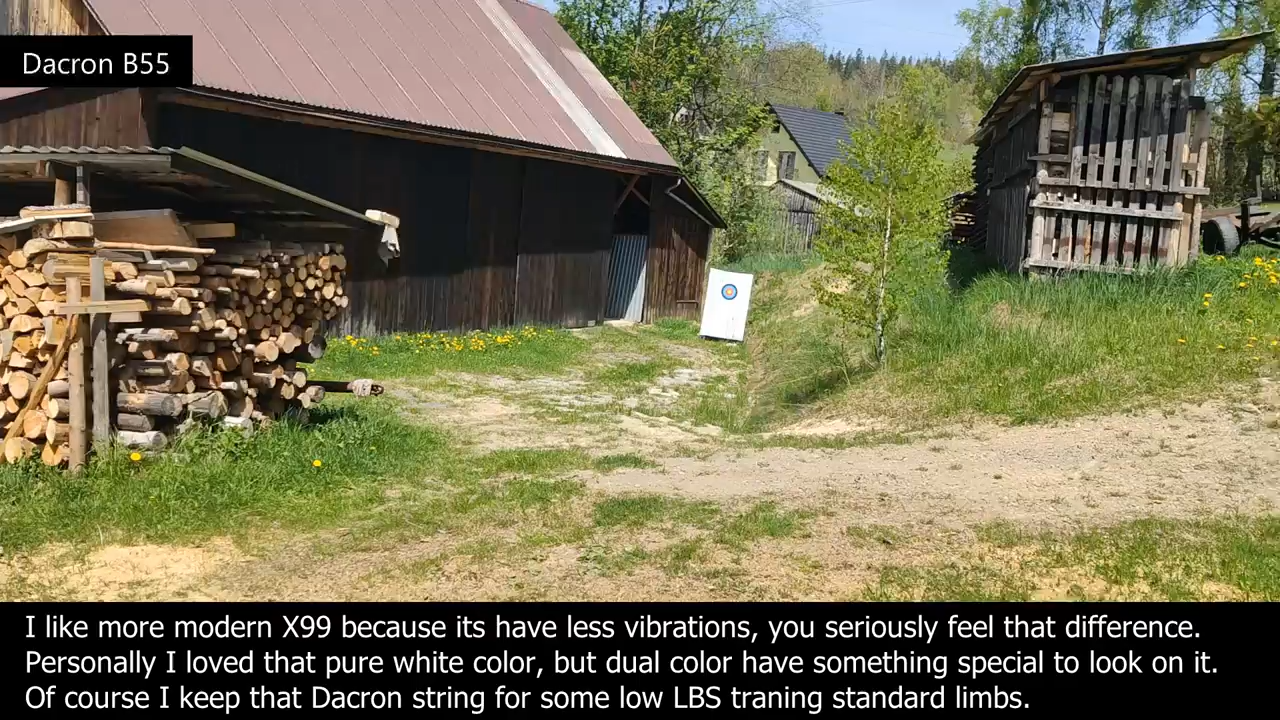 Dacron B55
I like more modern X99 because its have less vibrations, you seriously feel that difference.
Personally I loved that pure white color, but dual color have something special to look on it.
Of course I keep that Dacron string for some low LBS traning standard limbs.